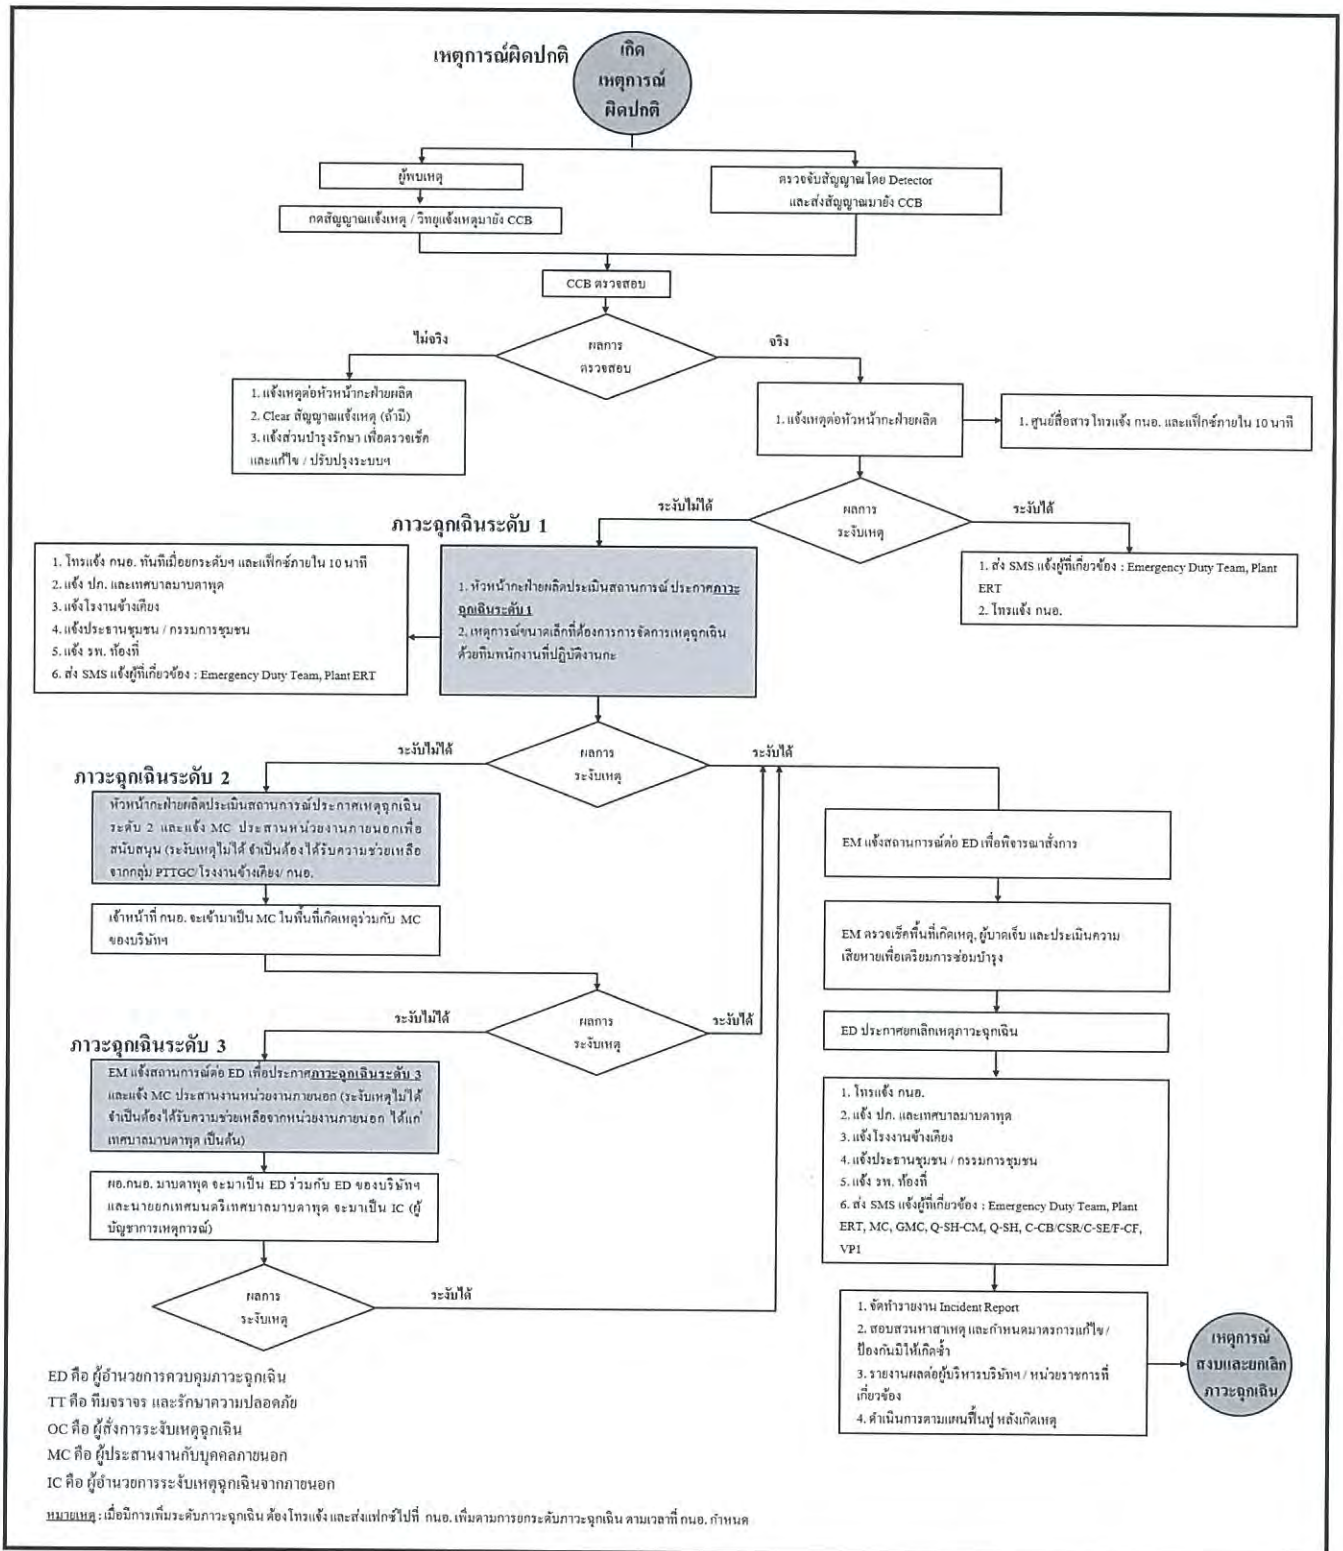 เหตุการณ์ผิดปกติ
เกิด
เหตุการณ์
ผิดปกติ
ผู้พบเหตุ
ตรวจจับสัญญาณโดย Detector
และส่งสัญญาณมายัง CCB
กดสัญญาณแจ้งเหตุ / วิทยุแจ้งเหตุมายัง CCB
CCB ตรวจสอบ
ไม่จริง
ผลการ
ตรวจสอบ
จริง
1. แจ้งเหตุต่อหัวหน้ากะฝ่ายผลิต
2. Clear สัญญาณแจ้งเหตุ (ถ้ามี)
3. แจ้งส่วนบำรุงรักษา เพื่อตรวจเช็ค
และแก้ไข / ปรับปรุงระบบฯ
1. แจ้งเหตุต่อหัวหน้ากะฝ่ายผลิต
1. ศูนย์สื่อสาร โทรแจ้ง กนอ. และแฟ็กซ์ภายใน 10 นาที
ระงับไม่ได้
ผลการ
ระงับเหตุ
ระงับได้
ภาวะฉุกเฉินระดับ 1
1. โทรแจ้ง กนอ. ทันทีเมื่อยกระดับฯ และแฟ็กซ์ภายใน 10 นาที
2. แจ้ง ปภ. และเทศบาลมาบตาพุด
3. แจ้งโรงงานข้างเคียง
4. แจ้งประธานชุมชน / กรรมการชุมชน
5. แจ้ง รพ. ท้องที่
6. ส่ง SMS แจ้งผู้ที่เกี่ยวข้อง : Emergency Duty Team, Plant ERT
1. หัวหน้ากะฝ่ายผลิตประเมินสถานการณ์ ประกาศภาวะ
ฉุกเฉินระดับ 1
2. เหตุการณ์ขนาดเล็กที่ต้องการการจัดการเหตุฉุกเฉิน
ด้วยทีมพนักงานที่ปฏิบัติงานกะ
1. ส่ง SMS แจ้งผู้ที่เกี่ยวข้อง : Emergency Duty Team, Plant
ERT
2. โทรแจ้ง กนอ.
ระงับไม่ได้
ผลการ
ระงับเหตุ
ระงับได้
ภาวะฉุกเฉินระดับ 2
หัวหน้ากะฝ่ายผลิตประเมินสถานการณ์ประกาศเหตุฉุกเฉิน
ระดับ 2 และแจ้ง MC ประสานหน่วยงานภายนอกเพื่อ
สนับสนุน (ระงับเหตุไม่ได้ จำเป็นต้องได้รับความช่วยเหลือ
จากกลุ่ม PTTGC/ โรงงานข้างเคียง/ กนอ.
เจ้าหน้าที่ กนอ. จะเข้ามาเป็น MC ในพื้นที่เกิดเหตุร่วมกับ MC
ของบริษัทฯ
EM แจ้งสถานการณ์ต่อ ED เพื่อพิจารณาสั่งการ
EM ตรวจเช็คพื้นที่เกิดเหตุ, ผู้บาดเจ็บ และประเมินความ
เสียหายเพื่อเตรียมการซ่อมบำรุง
ระงับไม่ได้
ผลการ
ระงับเหตุ
ระงับได้
ED ประกาศยกเลิกเหตุภาวะฉุกเฉิน
ภาวะฉุกเฉินระดับ 3
EM แจ้งสถานการณ์ต่อ ED เพื่อประกาศภาวะฉุกเฉินระดับ 3
และแจ้ง MC ประสานงานหน่วยงานภายนอก (ระงับเหตุไม่ได้
จำเป็นต้องได้รับความช่วยเหลือจากหน่วยงานภายนอก ได้แก่
เทศบาลมาบตาพุด เป็นต้น)
ผอ.กนอ. มาบตาพุด จะมาเป็น ED ร่วมกับ ED ของบริษัทฯ
และนายยกเทศมนตรีเทศบาลมาบตาพุด จะมาเป็น IC (ผู้
บัญชาการเหตุการณ์)
1. โทรแจ้ง กนอ.
2. แจ้ง ปภ. และเทศบาลมาบตาพุด
3. แจ้งโรงงานข้างเคียง
4. แจ้งประธานชุมชน / กรรมการชุมชน
5. แจ้ง รพ. ท้องที่
6. ส่ง SMS แจ้งผู้ที่เกี่ยวข้อง : Emergency Duty Team, Plant
ERT, MC, GMC, Q-SH-CM, Q-SH, C-CB/CSR/C-SE/F-CF,
VP1
ผลการ
ระงับเหตุ
ระงับได้
1. จัดทำรายงาน Incident Report
2. สอบสวนหาสาเหตุ และกำหนดมาตรการแก้ไข /
ป้องกันมิให้เกิดซ้ำ
3. รายงานผลต่อผู้บริหารบริษัทฯ / หน่วยราชการที่
เกี่ยวข้อง
4. ดำเนินการตามแผนฟื้นฟู หลังเกิดเหตุ
เหตุการณ์
สงบและยกเลิก
ภาวะฉุกเฉิน
ED คือ ผู้อำนวยการควบคุมภาวะฉุกเฉิน
TT คือ ทีมจราจร และรักษาความปลอดภัย
OC คือ ผู้สั่งการระงับเหตุฉุกเฉิน
MC คือ ผู้ประสานงานกับบุคคลภายนอก
IC คือ ผู้อำนวยการระงับเหตุฉุกเฉินจากภายนอก
หมายเหตุ : เมื่อมีการเพิ่มระดับภาวะฉุกเฉิน ต้องโทรแจ้ง และส่งแฟกซ์ไปที่ กนอ. เพิ่มตามการยกระดับภาวะฉุกเฉิน ตามเวลาที่ กนอ. กำหนด